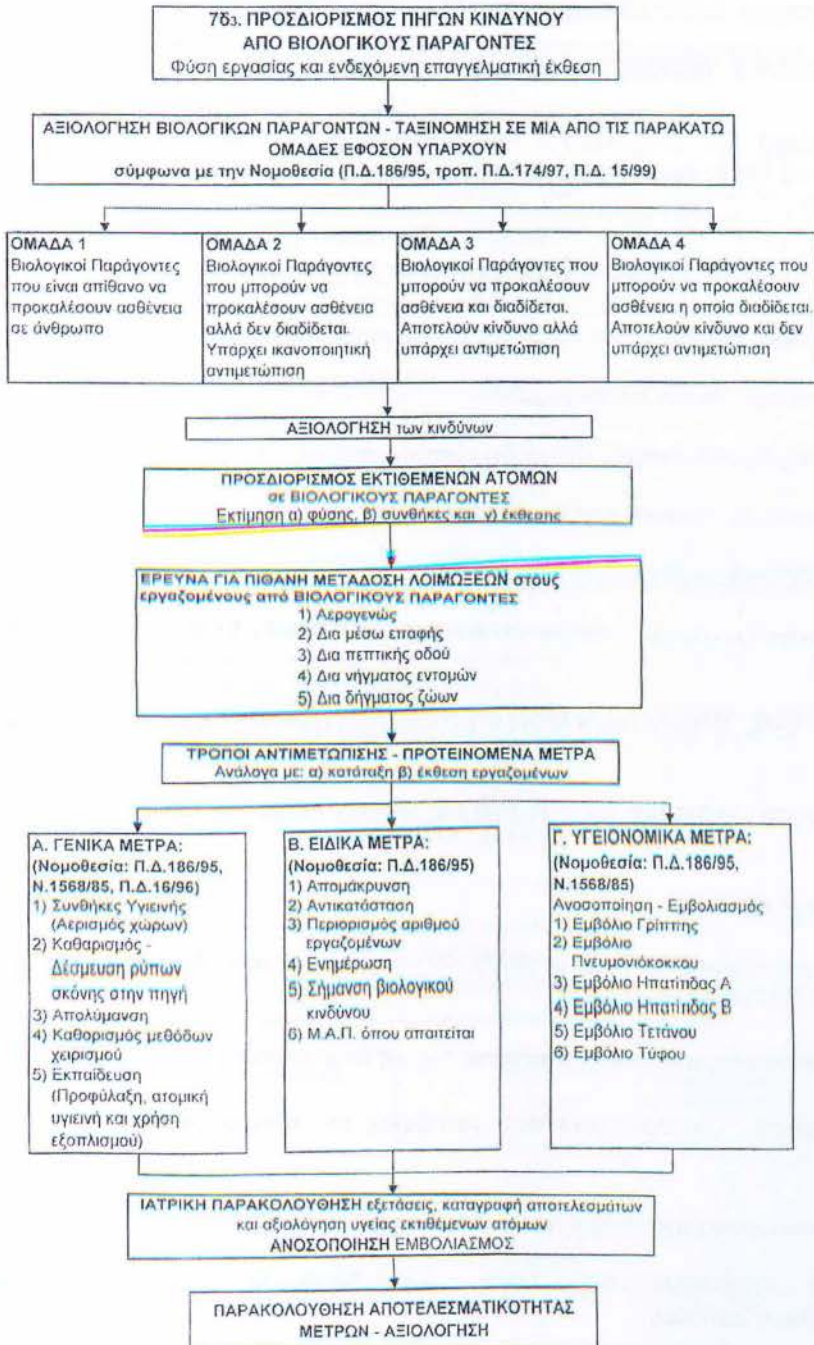 7δ₃. ΠΡΟΣΔΙΟΡΙΣΜΟΣ ΠΗΓΩΝ ΚΙΝΔΥΝΟΥ
ΑΠΟ ΒΙΟΛΟΓΙΚΟΥΣ ΠΑΡΑΓΟΝΤΕΣ
Φύση εργασίας και ενδεχόμενη επαγγελματική έκθεση
ΑΞΙΟΛΟΓΗΣΗ ΒΙΟΛΟΓΙΚΩΝ ΠΑΡΑΓΟΝΤΩΝ - ΤΑΞΙΝΟΜΗΣΗ ΣΕ ΜΙΑ ΑΠΟ ΤΙΣ ΠΑΡΑΚΑΤΩ
ΟΜΑΔΕΣ ΕΦΟΣΟΝ ΥΠΑΡΧΟΥΝ
σύμφωνα με την Νομοθεσία (Π.Δ.186/95, τροπ. Π.Δ.174/97, Π.Δ. 15/99)
ΟΜΑΔΑ 1
Βιολογικοί Παράγοντες
που είναι απίθανο να
προκαλέσουν ασθένεια
σε άνθρωπο
ΟΜΑΔΑ 2
Βιολογικοί Παράγοντες
που μπορούν να
προκαλέσουν ασθένεια
αλλά δεν διαδίδεται.
Υπάρχει ικανοποιητική
αντιμετώπιση
ΟΜΑΔΑ 3
Βιολογικοί Παράγοντες που
μπορούν να προκαλέσουν
ασθένεια και διαδίδεται.
Αποτελούν κίνδυνο αλλά
υπάρχει αντιμετώπιση
ΟΜΑΔΑ 4
Βιολογικοί Παράγοντες που
μπορούν να προκαλέσουν
ασθένεια η οποία διαδίδεται.
Αποτελούν κίνδυνο και δεν
υπάρχει αντιμετώπιση
ΑΞΙΟΛΟΓΗΣΗ των κινδύνων
ΠΡΟΣΔΙΟΡΙΣΜΟΣ ΕΚΤΙΘΕΜΕΝΩΝ ΑΤΟΜΩΝ
σε ΒΙΟΛΟΓΙΚΟΥΣ ΠΑΡΑΓΟΝΤΕΣ
Εκτίμηση α) φύσης, β) συνθήκες και γ) έκθεσης
ΕΡΕΥΝΑ ΓΙΑ ΠΙΘΑΝΗ ΜΕΤΑΔΟΣΗ ΛΟΙΜΩΞΕΩΝ στους
εργαζομένους από ΒΙΟΛΟΓΙΚΟΥΣ ΠΑΡΑΓΟΝΤΕΣ
1) Αερογενώς
2) Δια μέσω επαφής
3) Δια πεπτικής οδού
4) Δια νήγματος εντομών
5) Δια δήγματος ζώων
ΤΡΟΠΟΙ ΑΝΤΙΜΕΤΩΠΙΣΗΣ - ΠΡΟΤΕΙΝΟΜΕΝΑ ΜΕΤΡΑ
Ανάλογα με: α) κατάταξη β) έκθεση εργαζομένων
Α. ΓΕΝΙΚΑ ΜΕΤΡΑ:
(Νομοθεσία: Π.Δ.186/95,
Ν.1568/85, Π.Δ.16/96)
1) Συνθήκες Υγιεινής
(Αερισμός χώρων)
2) Καθαρισμός -
Δέσμευση ρύπων
σκόνης στην πηγή
3) Απολύμανση
4) Καθορισμός μεθόδων
χειρισμού
5) Εκπαίδευση
(Προφύλαξη, ατομική
υγιεινή και χρήση
εξοπλισμού)
Β. ΕΙΔΙΚΑ ΜΕΤΡΑ:
(Νομοθεσία: Π.Δ.186/95)
1) Απομάκρυνση
2) Αντικατάσταση
3) Περιορισμός αριθμού
εργαζομένων
4) Ενημέρωση
5) Σήμανση βιολογικού
κινδύνου
6) Μ.Α.Π. όπου απαιτείται
Γ. ΥΓΕΙΟΝΟΜΙΚΑ ΜΕΤΡΑ:
(Νομοθεσία: Π.Δ.186/95,
Ν.1568/85)
Ανοσοποίηση - Εμβολιασμός
1) Εμβόλιο Γρίππης
2) Εμβόλιο
Πνευμονιόκοκκου
3) Εμβόλιο Ηπατίτιδας Α
4) Εμβόλιο Ηπατίτιδας Β
5) Εμβόλιο Τετάνου
6) Εμβόλιο Τύφου
ΙΑΤΡΙΚΗ ΠΑΡΑΚΟΛΟΥΘΗΣΗ εξετάσεις, καταγραφή αποτελεσμάτων
και αξιολόγηση υγείας εκτιθέμενων ατόμων
ΑΝΟΣΟΠΟΙΗΣΗ ΕΜΒΟΛΙΑΣΜΟΣ
ΠΑΡΑΚΟΛΟΥΘΗΣΗ ΑΠΟΤΕΛΕΣΜΑΤΙΚΟΤΗΤΑΣ
ΜΕΤΡΩΝ - ΑΞΙΟΛΟΓΗΣΗ